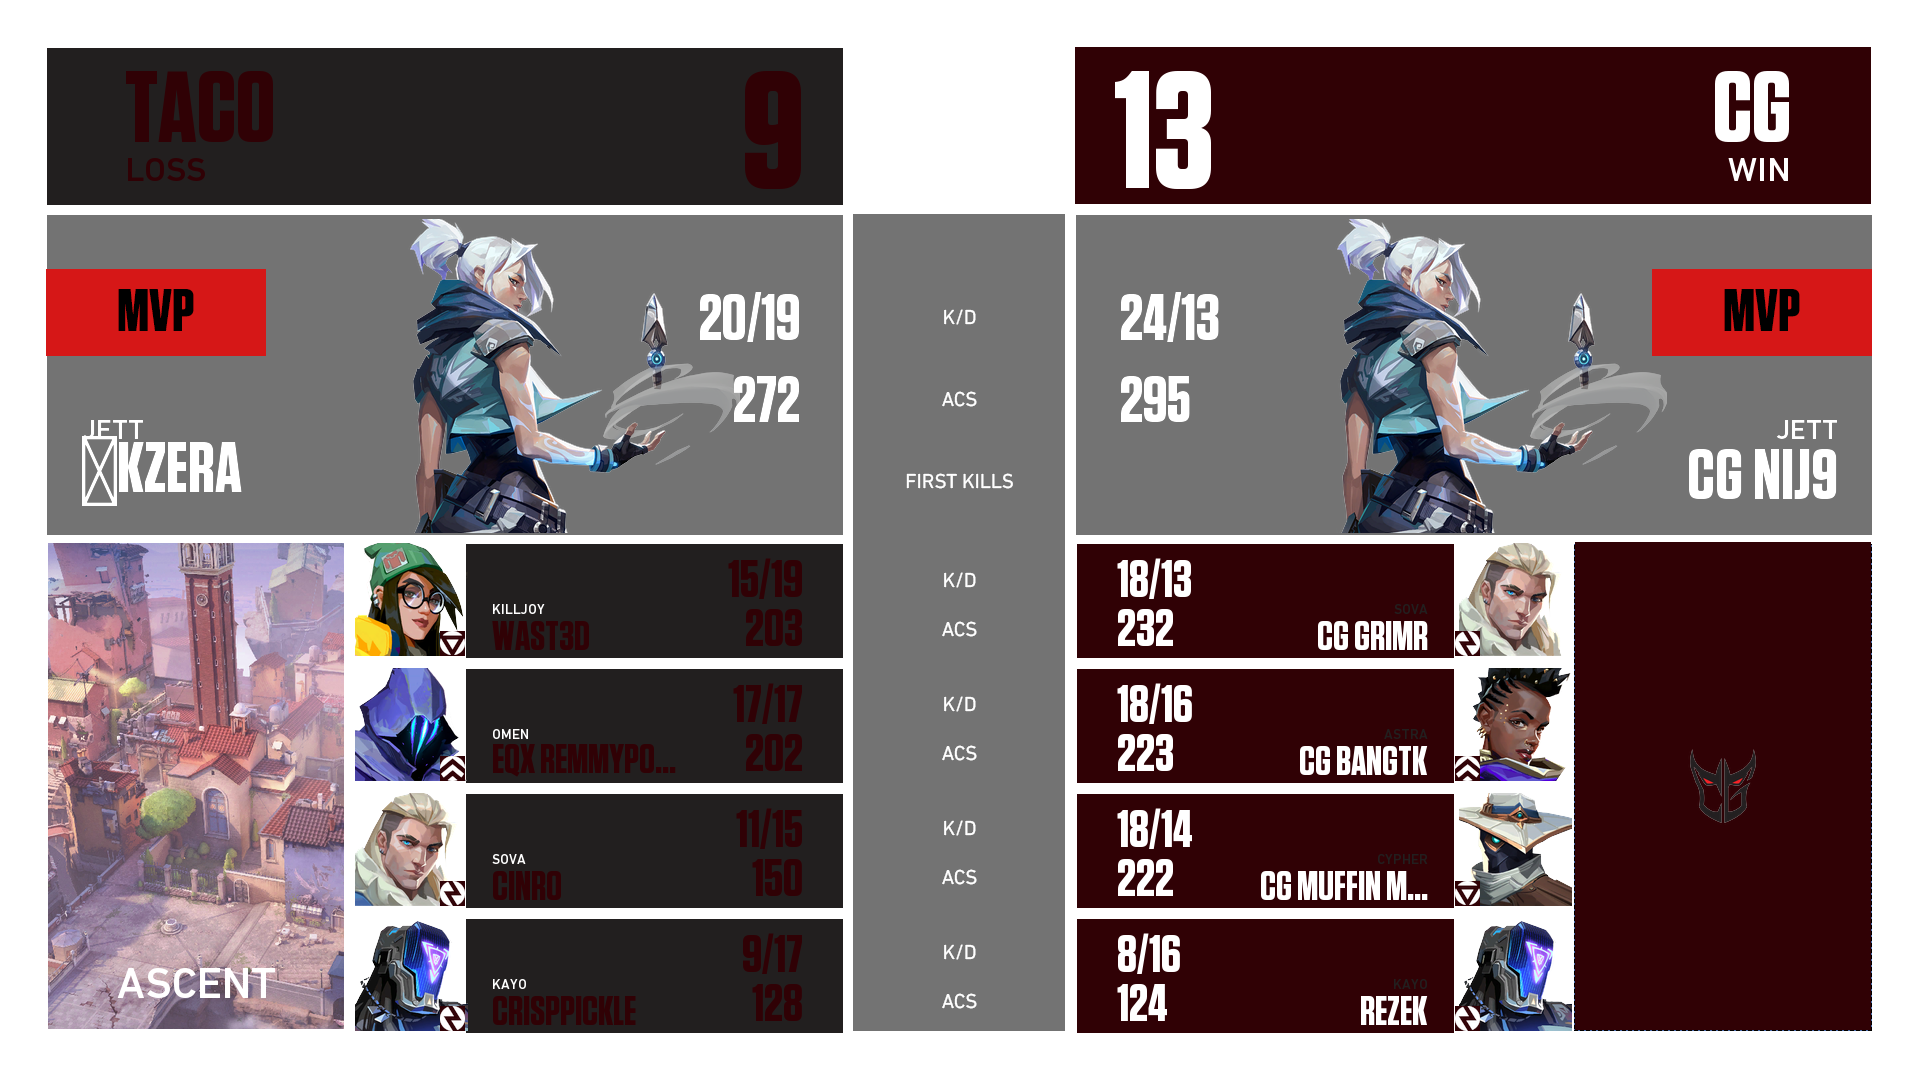 TACO
LOSS
9
13
CG
WIN
MVP
20/19
272
JETT
KZERA
K/D
ACS
FIRST KILLS
24/13
295
MVP
JETT
CG NIJ9
ASCENT
KILLJOY
WAST3D
15/19
203
K/D
ACS
18/13
232
SOVA
CG GRIMR
OMEN
EQX REMMYPO...
17/17
202
K/D
ACS
18/16
223
ASTRA
CG BANGTK
SOVA
CINRO
11/15
150
K/D
ACS
18/14
222
CYPHER
CG MUFFIN M...
KAYO
CRISPPICKLE
9/17
128
K/D
ACS
8/16
124
KAYO
REZEK